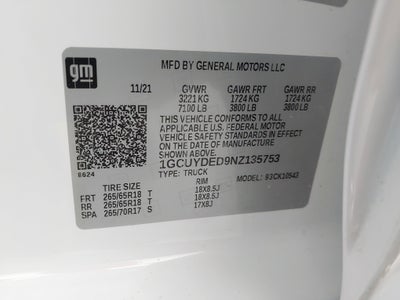 gm
MFD BY GENERAL MOTORS LLC
11/21 GVWR GAWR FRT GAWR RR
3221 KG 1724 KG 1724 KG
7100 LB 3800 LB 3800 LB
THIS VEHICLE CONFORMS TO ALL
APPLICABLE U.S. FEDERAL MOTOR
VEHICLE SAFETY STANDARDS IN EFFECT
ON THE DATE OF MANUFACTURE
SHOWN ABOVE.
1GCUYDED9NZ135753
8624 TYPE: TRUCK MODEL: 93CK10543
TIRE RIM
FRT 265/65R18 T 18X8.5J
RR 265/65R18 T 18X8.5J
SPA 265/70R17 S 17X8J